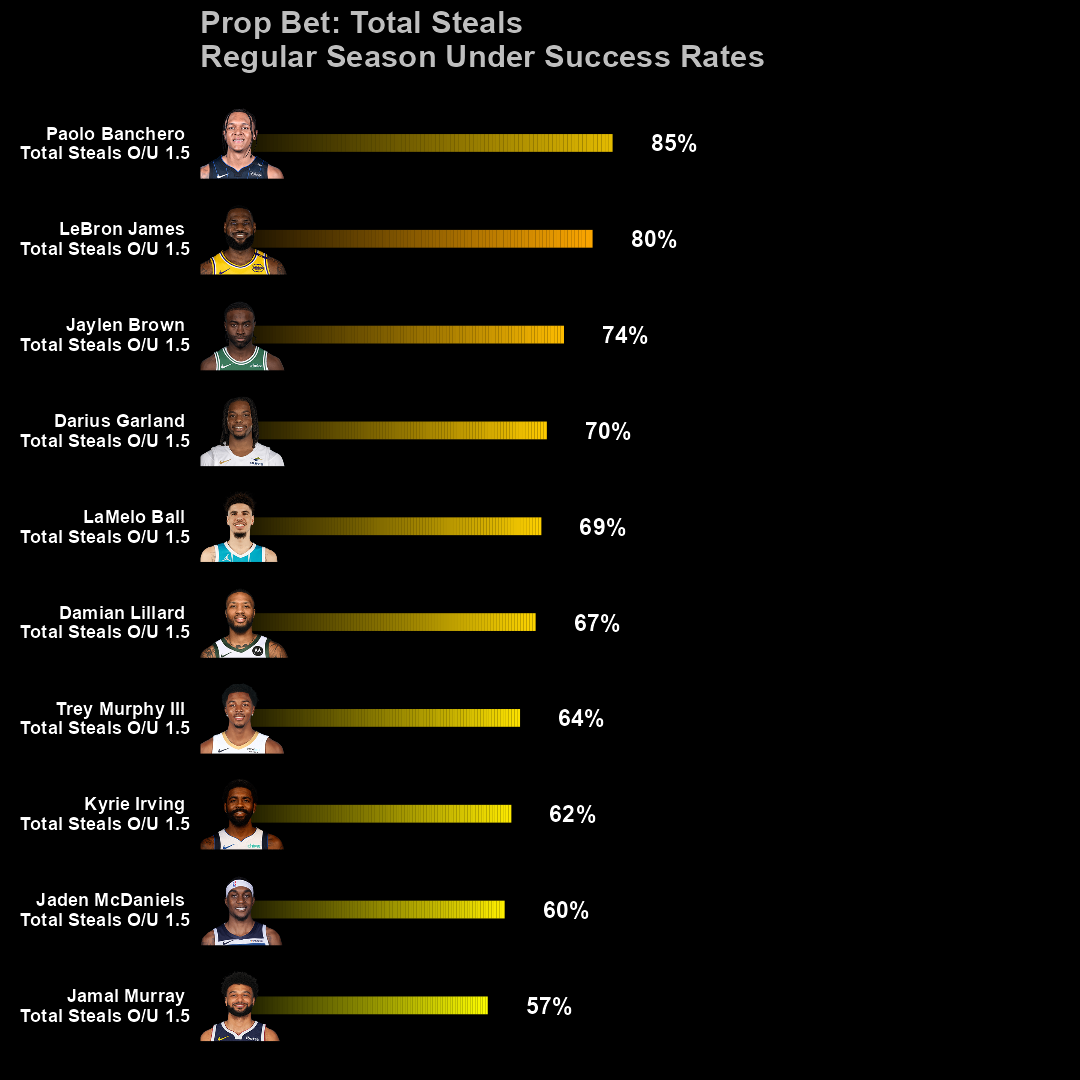 Prop Bet: Total Steals
Regular Season Under Success Rates
Paolo Banchero
Total Steals O/U 1.5
85%
LeBron James
Total Steals O/U 1.5
80%
Jaylen Brown
Total Steals O/U 1.5
74%
Darius Garland
Total Steals O/U 1.5
70%
LaMelo Ball
Total Steals O/U 1.5
69%
Damian Lillard
Total Steals O/U 1.5
67%
Trey Murphy III
Total Steals O/U 1.5
64%
Kyrie Irving
Total Steals O/U 1.5
62%
Jaden McDaniels
Total Steals O/U 1.5
60%
Jamal Murray
Total Steals O/U 1.5
57%